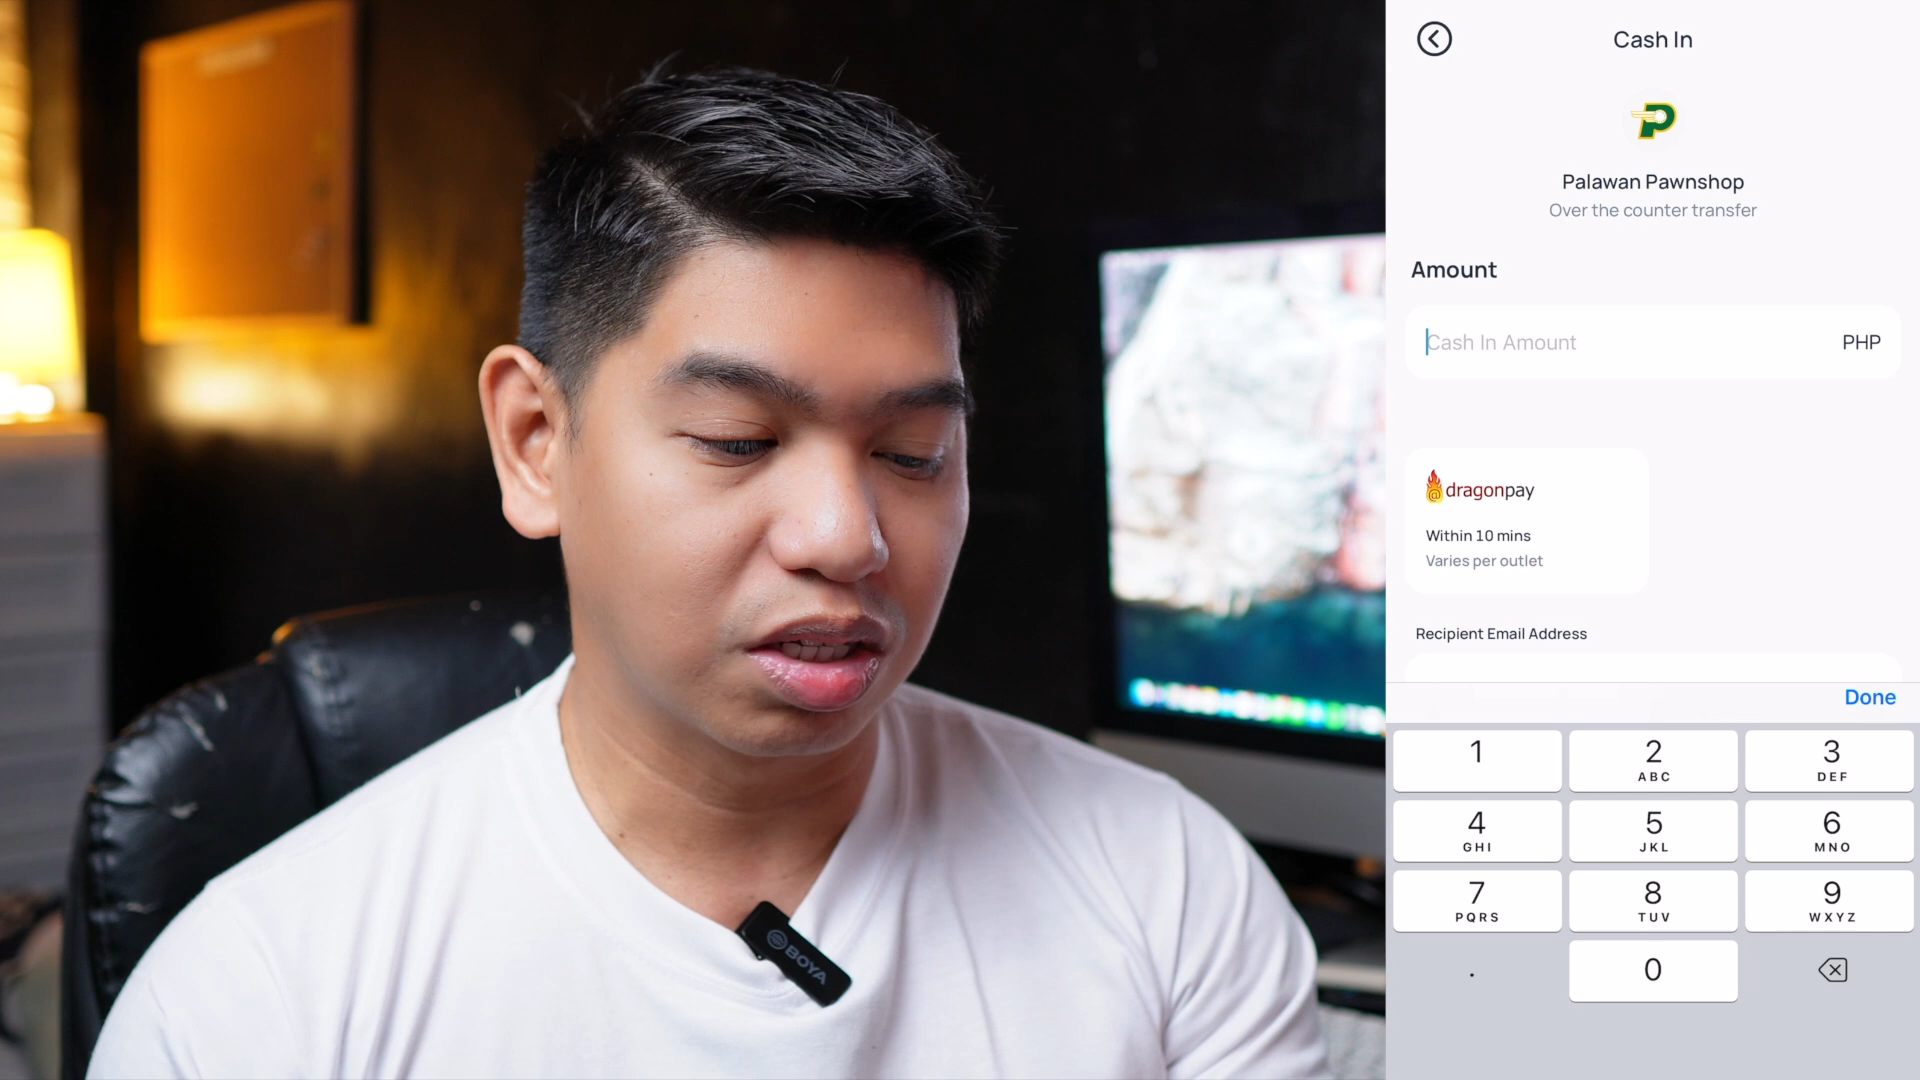 Cash In
P
Palawan Pawnshop
Over the counter transfer
Amount
Cash In Amount
PHP
dragonpay
Within 10 mins
Varies per outlet
Recipient Email Address
Done
1
2
ABC
3
DEF
4
GHI
5
JKL
6
MNO
7
PQRS
8
TUV
9
WXYZ
.
0
BOYA